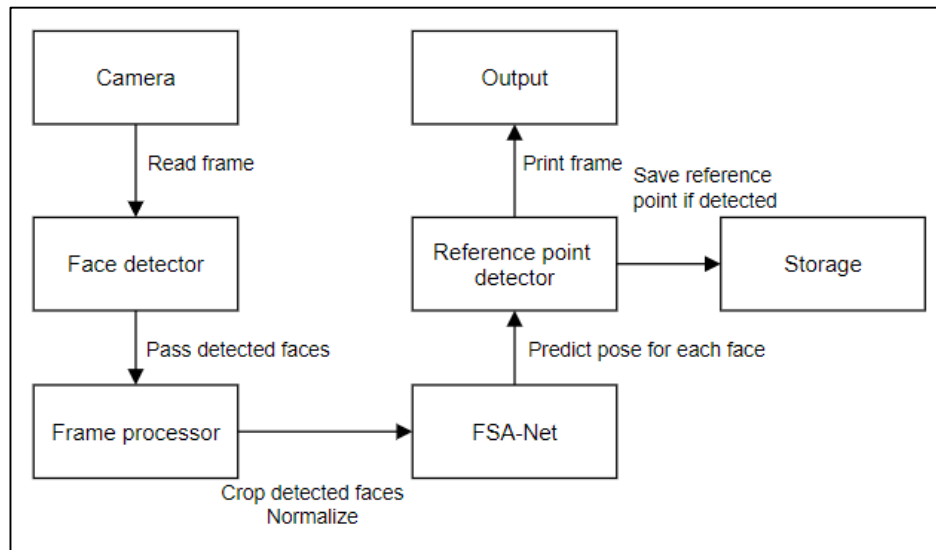 Camera
Output
Read frame
Print frame
Save reference
point if detected
Face detector
Reference point
detector
Storage
Pass detected faces
Predict pose for each face
Frame processor
FSA-Net
Crop detected faces
Normalize